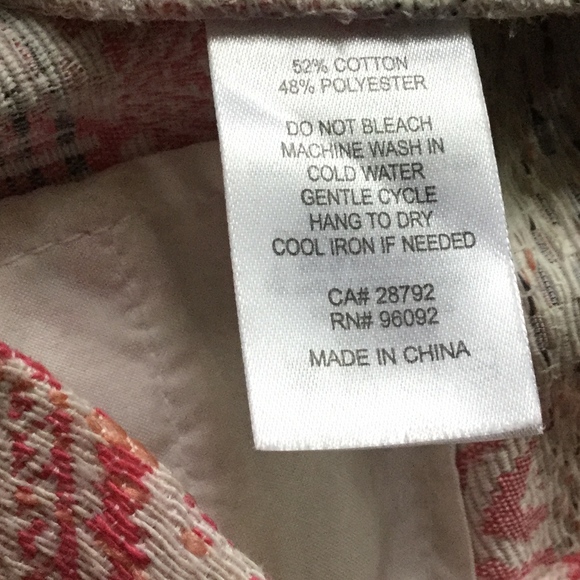 52% COTTON
48% POLYESTER
DO NOT BLEACH
MACHINE WASH IN
COLD WATER
GENTLE CYCLE
HANG TO DRY
COOL IRON IF NEEDED
CA# 28792
RN# 96092
MADE IN CHINA